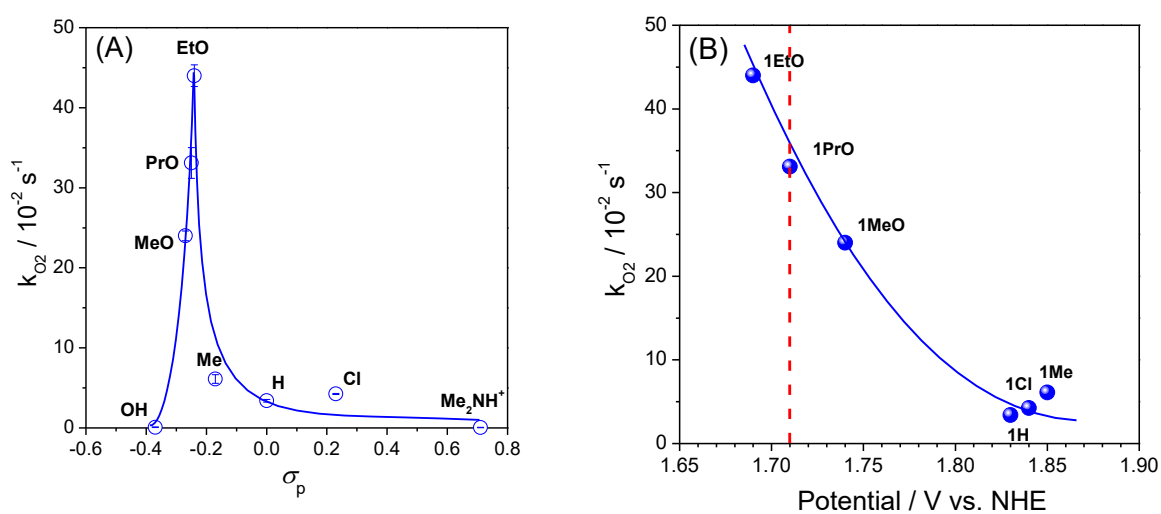 (A)
k_O2 / 10⁻² s⁻¹
50
40
30
20
10
0
EtO
PrO
MeO
Me
H
Cl
OH
Me₂NH⁺
-0.6
-0.4
-0.2
0.0
0.2
0.4
0.6
0.8
σ_p
(B)
k_O2 / 10⁻² s⁻¹
50
40
30
20
10
0
1EtO
1PrO
1MeO
1Cl
1Me
1H
1.65
1.70
1.75
1.80
1.85
1.90
Potential / V vs. NHE